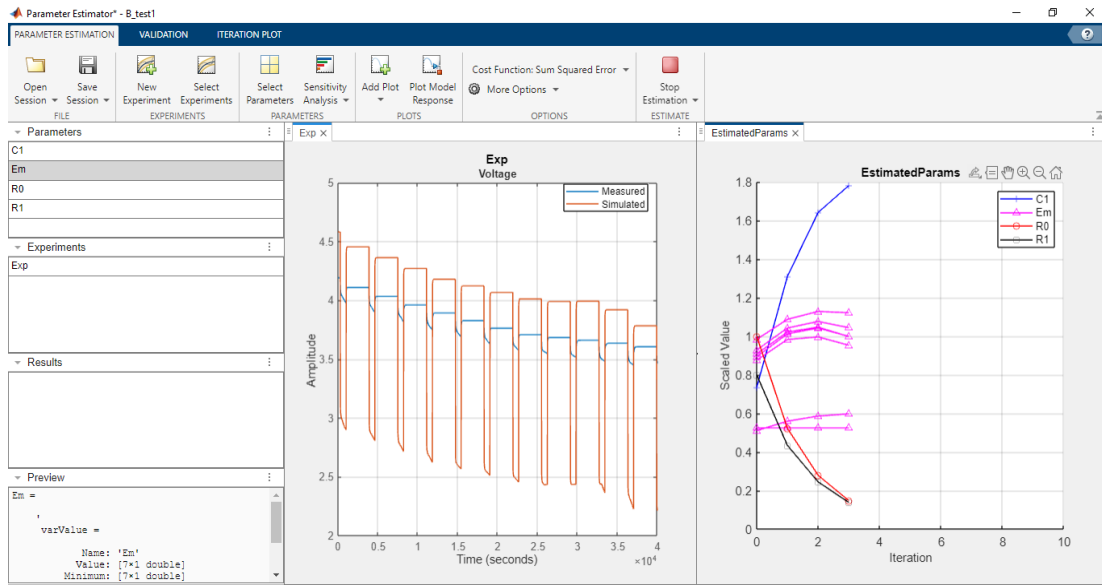 Parameter Estimator* - B_test1
PARAMETER ESTIMATION VALIDATION ITERATION PLOT
Open Session
Save Session
New Experiment
Select Experiments
Select Parameters
Sensitivity Analysis
Add Plot
Plot Model Response
Cost Function: Sum Squared Error
More Options
Stop Estimation
FILE EXPERIMENTS PARAMETERS PLOTS OPTIONS ESTIMATE
Parameters
C1
Em
R0
R1
Experiments
Exp
Results
Preview
Em =
'
varValue =
Name: 'Em'
Value: [7×1 double]
Minimum: [7×1 double]
Exp
Exp
Voltage
Measured
Simulated
Amplitude
5
4.5
4
3.5
3
2.5
2
0 0.5 1 1.5 2 2.5 3 3.5 4
Time (seconds)
×10⁴
EstimatedParams
EstimatedParams
C1
Em
R0
R1
Scaled Value
1.8
1.6
1.4
1.2
1
0.8
0.6
0.4
0.2
0
0 2 4 6 8 10
Iteration